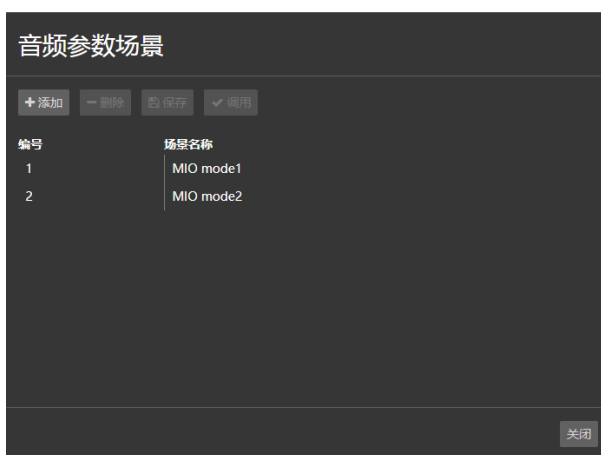 音频参数场景
添加 删除 保存 调用
编号 场景名称
1 MIO mode1
2 MIO mode2
关闭